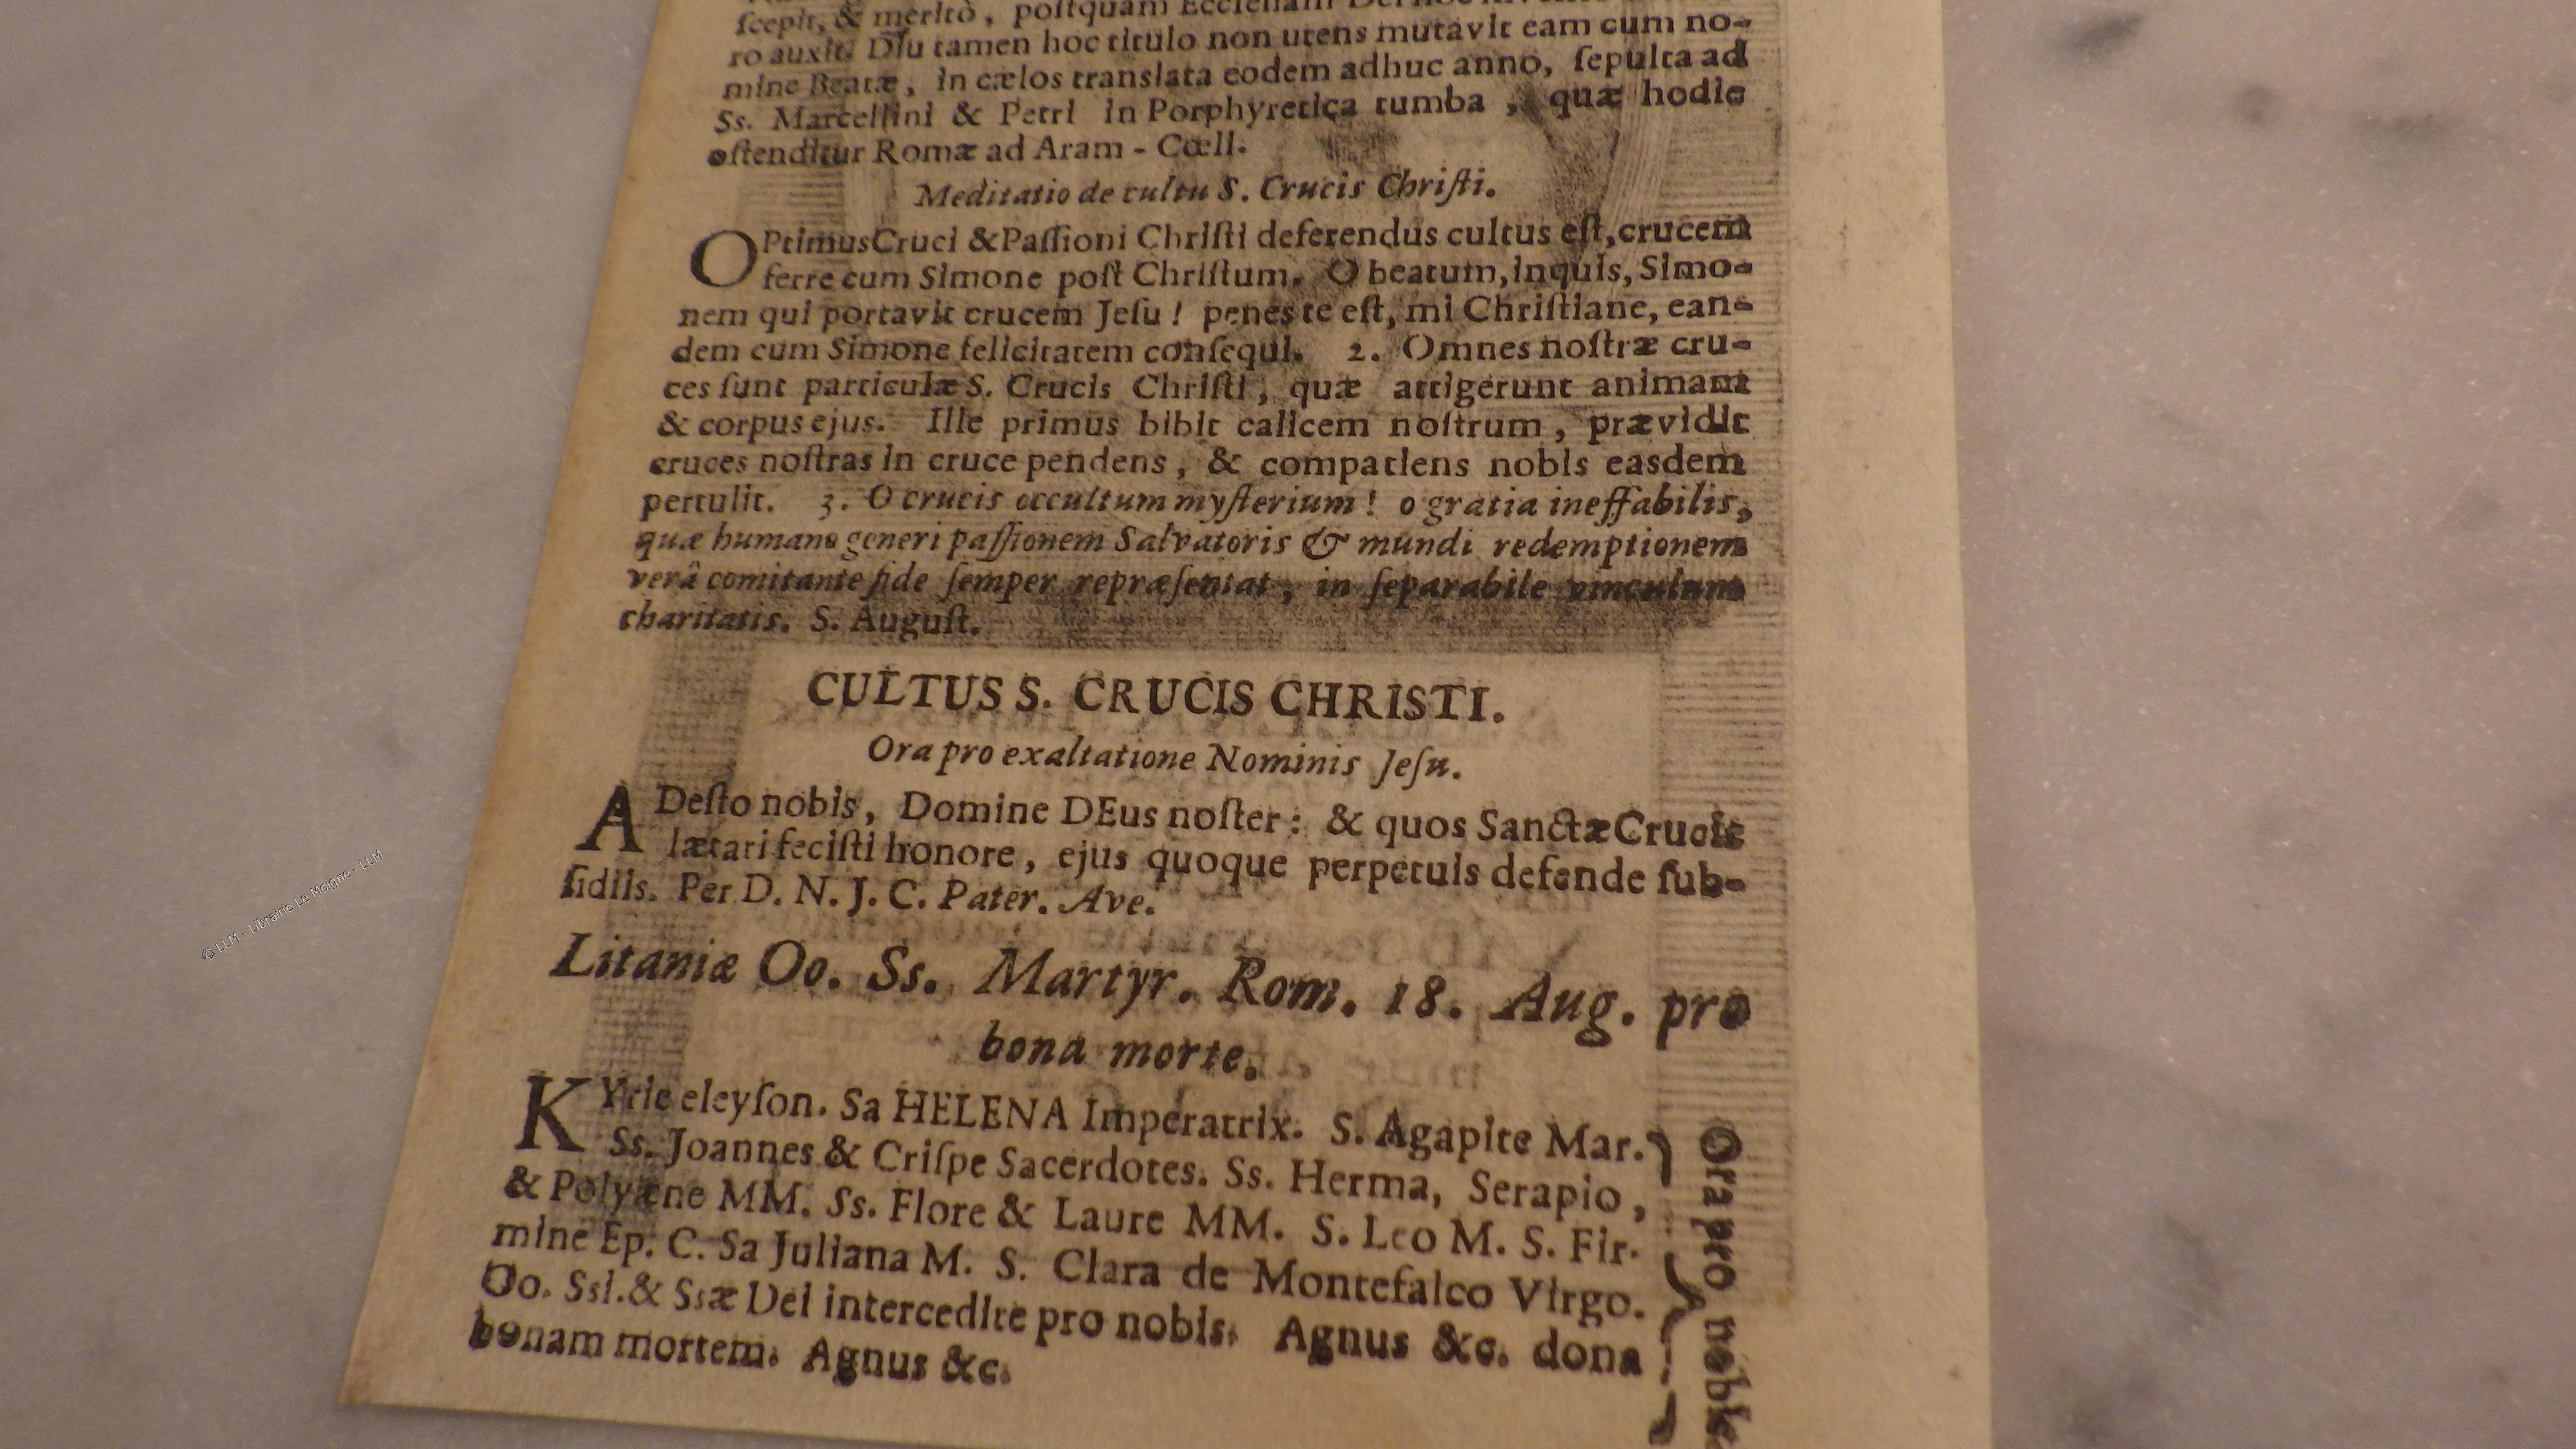 ſcepit, & meritò, poſtquam Eccleſiam Dei hoc
ro auxit. Diu tamen hoc titulo non utens mutavit eam cum no-
mine Beatæ, in cælos translata eodem adhuc anno, ſepulta ad
Ss. Marcellini & Petri in Porphyretica tumba, quæ hodie
oſtenditur Romæ ad Aram - Cœli.
Meditatio de cultu S. Crucis Chriſti.
OPtimus Cruci & Paſſioni Chriſti deferendus cultus eſt, crucem
ferre cum Simone poſt Chriſtum. O beatum, inquis, Simo-
nem qui portavit crucem Jeſu! penes te eſt, mi Chriſtiane, ean-
dem cum Simone felicitatem conſequi. 2. Omnes noſtræ cru-
ces ſunt particulæ S. Crucis Chriſti, quæ attigerunt animam
& corpus ejus. Ille primus bibit calicem noſtrum, prævidit
cruces noſtras in cruce pendens, & compatiens nobis easdem
pertulit. 3. O crucis occultum myſterium! o gratia ineffabilis,
quæ humano generi paſſionem Salvatoris & mundi redemptionem
verâ comitante fide ſemper repræſentat, in ſeparabile vinculum
charitatis. S. Auguſt.
CULTUS S. CRUCIS CHRISTI.
Ora pro exaltatione Nominis Jeſu.
ADeſto nobis, Domine DEus noſter: & quos Sanctæ Crucis
lætari feciſti honore, ejus quoque perpetuis defende ſub-
ſidiis. Per D. N. J. C. Pater. Ave.
Litaniæ Oo. Ss. Martyr. Rom. 18. Aug. pro
bona morte.
KYrie eleyſon. Sa HELENA Imperatrix. S. Agapite Mar.
Ss. Joannes & Criſpe Sacerdotes. Ss. Herma, Serapio,
& Polyæne MM. Ss. Flore & Laure MM. S. Leo M. S. Fir-
mine Ep. C. Sa Juliana M. S. Clara de Montefalco Virgo.
Oo. Ssi. & Ssæ Dei intercedite pro nobis. Agnus &c. dona
bonam mortem. Agnus &c.
Ora pro nobis
© LLM - Librairie Le Moigne - LLM